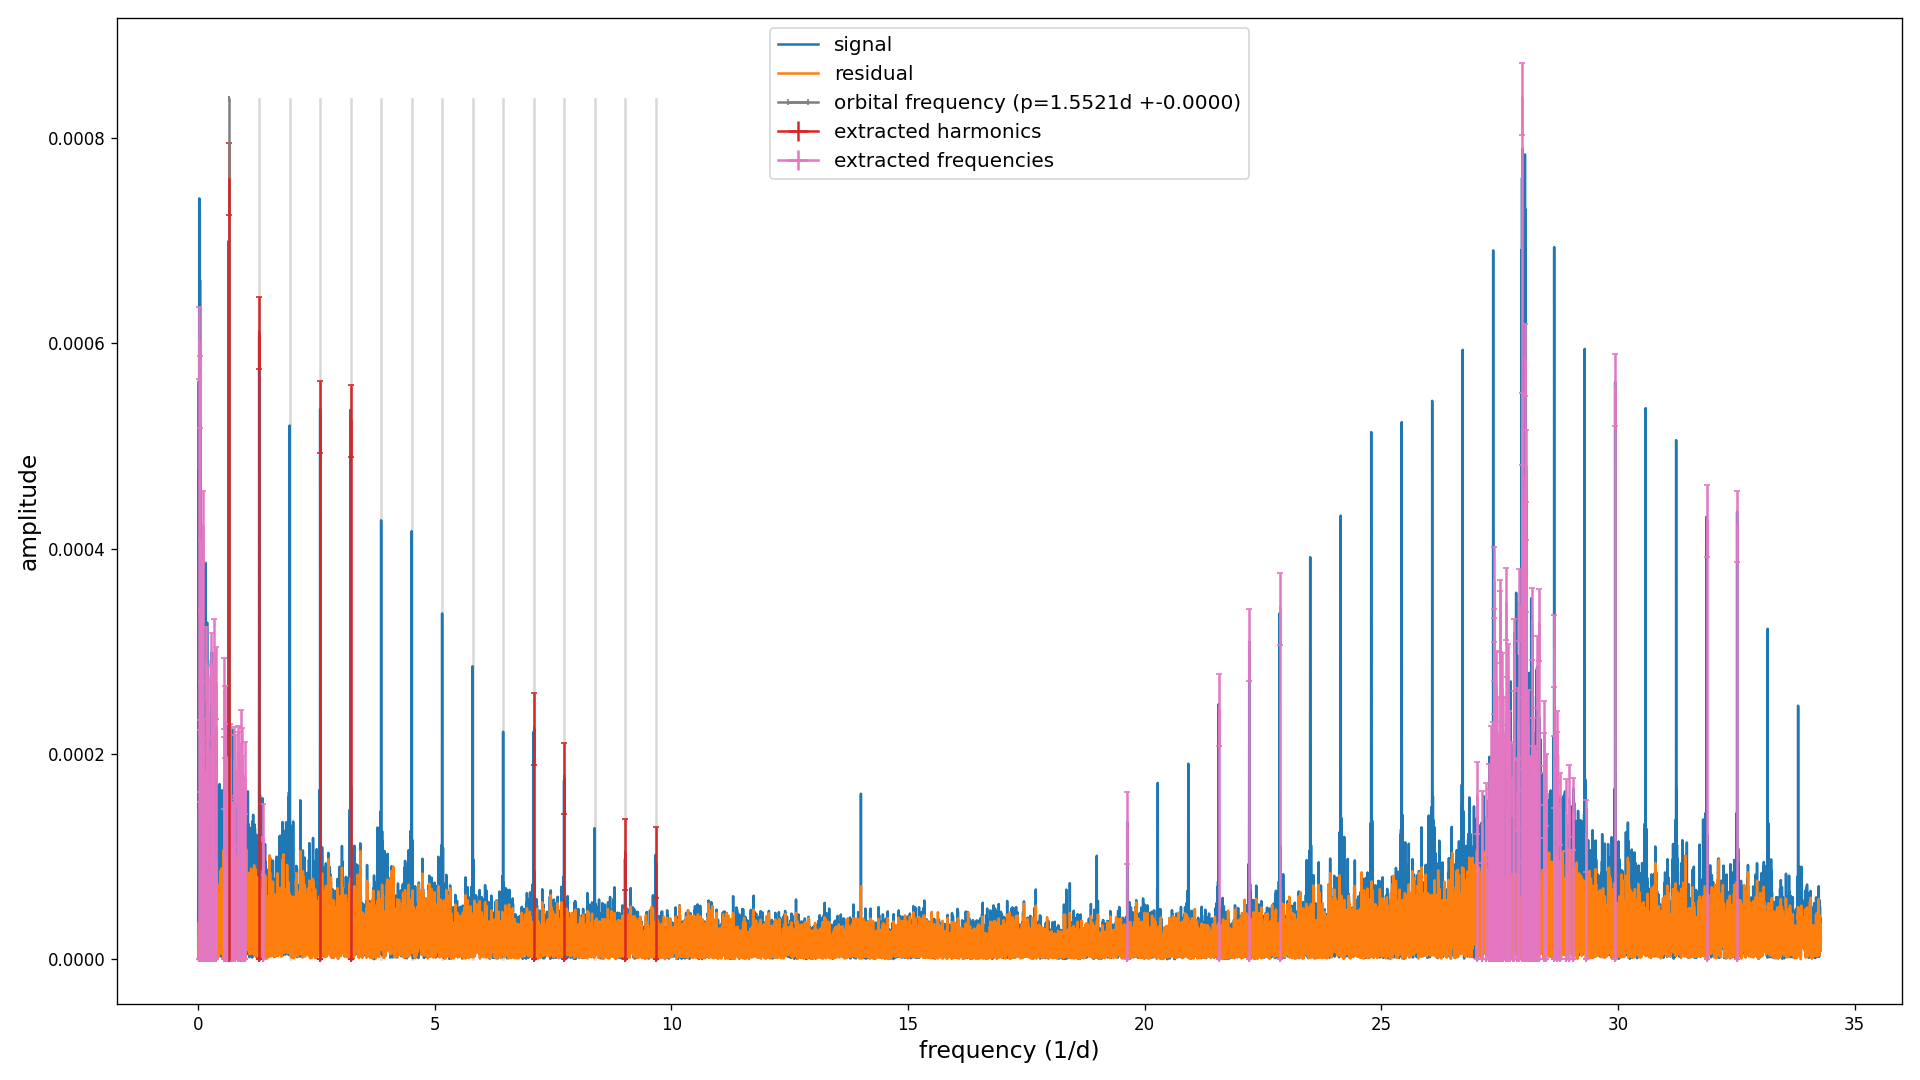 signal
residual
orbital frequency (p=1.5521d +-0.0000)
extracted harmonics
extracted frequencies
0.0008
0.0006
0.0004
0.0002
0.0000
amplitude
0 5 10 15 20 25 30 35
frequency (1/d)